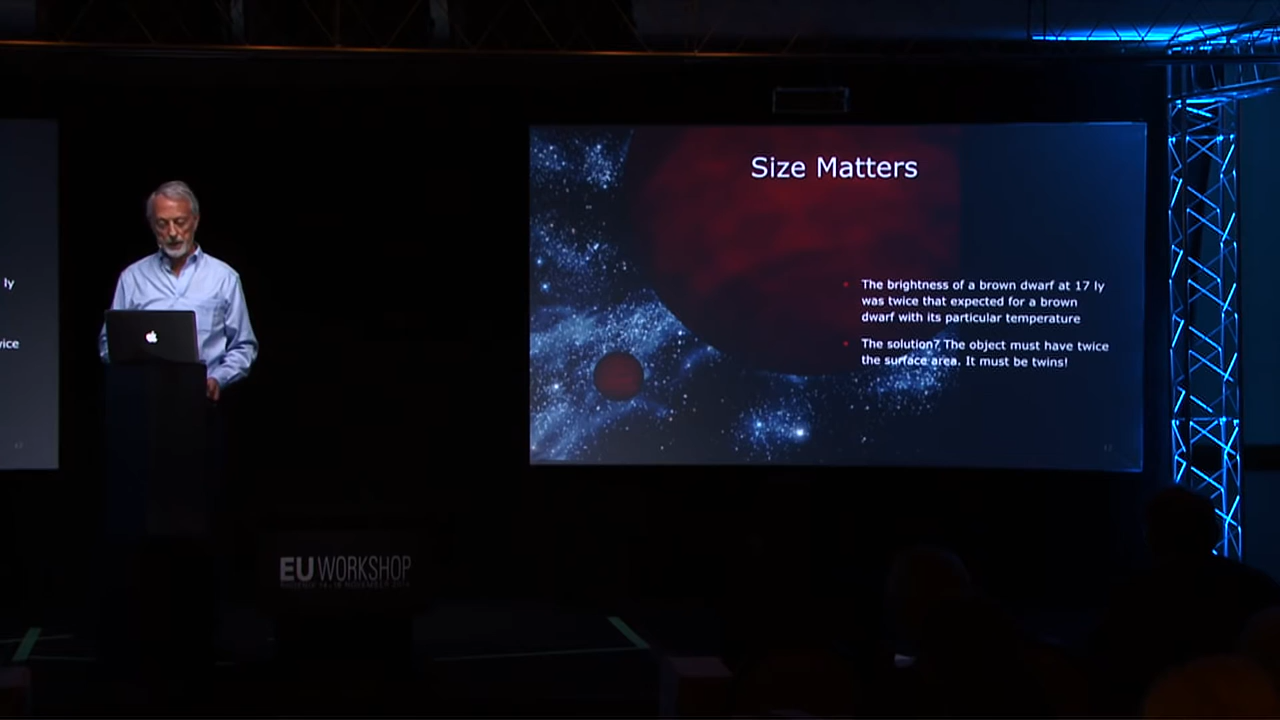 Size Matters
The brightness of a brown dwarf at 17 ly
was twice that expected for a brown
dwarf with its particular temperature
The solution? The object must have twice
the surface area. It must be twins!
ly
EU WORKSHOP